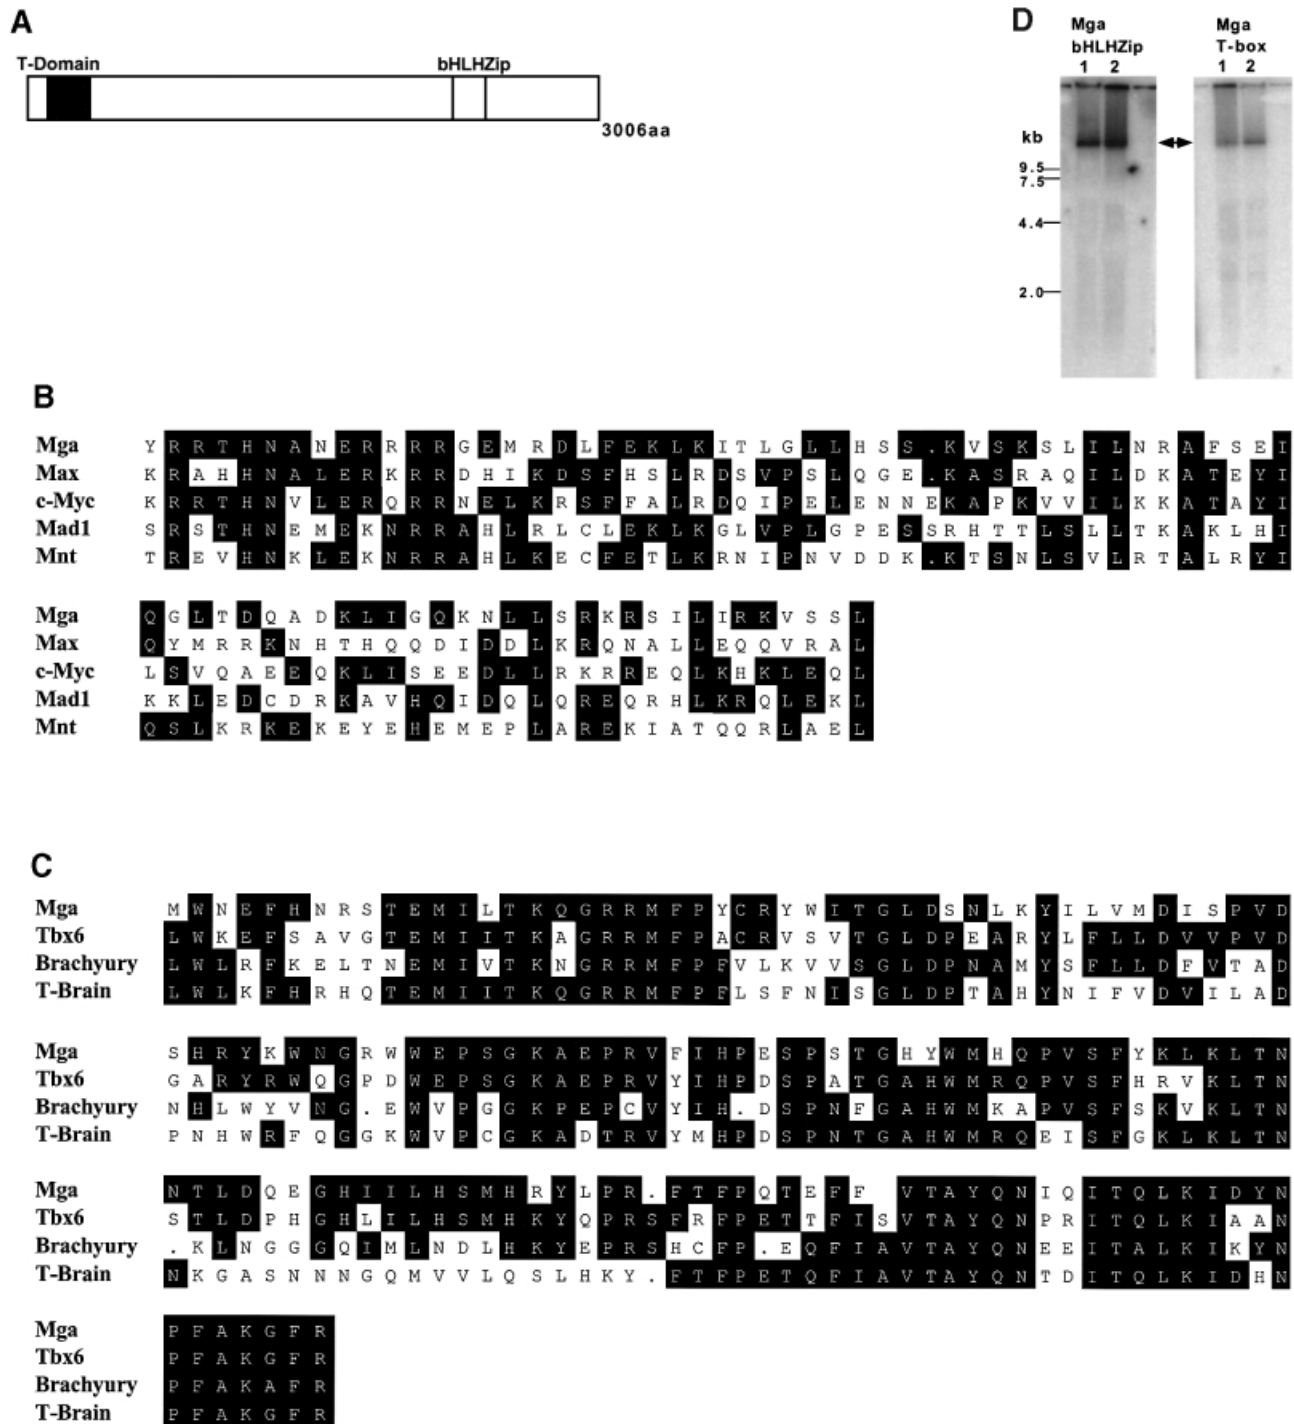 A
T-Domain bHLHZip
3006aa
D
Mga Mga
bHLHZip T-box
1 2 1 2
kb
9.5
7.5
4.4
2.0
B
Mga Y R R T H N A N E R R R R G E M R D L F E K L K I T L G L L H S S . K V S K S L I L N R A F S E I
Max K R A H H N A L E R K R R D H I K D S F H S L R D S V P S L Q G E . K A S R A Q I L D K A T E Y I
c-Myc K R R T H N V L E R Q R R N E L K R S F F A L R D Q I P E L E N N E K A P K V V I L K K A T A Y I
Mad1 S R S T H N E M E K N R R A H L R L C L E K L K G L V P L G P E S S R H T T L S L L T K A K L H I
Mnt T R E V H N K L E K N R R A H L K E C F E T L K R N I P N V D D K . K T S N L S V L R T A L R Y I
Mga Q G L T D Q A D K L I G Q K N L L S R K R S I L I R K V S S L
Max Q Y M R R K N H T H Q Q D I D D L K R Q N A L L E Q Q V R A L
c-Myc L S V Q A E E Q K L I S E E D L L R K R R E Q L K H K L E Q L
Mad1 K K L E D C D R K A V H Q I D Q L Q R E Q R H L K R Q L E K L
Mnt Q S L K R K E K E Y E H E M E P L A R E K I A T Q Q R L A E L
C
Mga M W N E F H N R S T E M I L T K Q G R R M F P Y C R Y W I T G L D S N L K Y I L V M D I S P V D
Tbx6 L W K E F S A V G T E M I I T K A G R R M F P A C R V S V T G L D P E A R Y L F L L D V V P V D
Brachyury L W L R F K E L T N E M I V T K N G R R M F P F V L K V V S G L D P N A M Y S F L L D F V T A D
T-Brain L W L K F H R H Q T E M I I T K Q G R R M F P F L S F N I S G L D P T A H Y N I F V D V I L A D
Mga S H R Y K W N G R W W E P S G K A E P R V F I H P E S P S T G H Y W M H Q P V S F Y K L K L T N
Tbx6 G A R Y R W Q G P D W E P S G K A E P R V Y I H P D S P A T G A H W M R Q P V S F H R V K L T N
Brachyury N H L W Y V N G . E W V P G G K P E P C V Y I H . D S P N F G A H W M K A P V S F S K V K L T N
T-Brain P N H W R F Q G G K W V P C G K A D T R V Y M H P D S P N T G A H W M R Q E I S F G K L K L T N
Mga N T L D Q E G H I I L H S M H R Y L P R . F T F P Q T E F F V T A Y Q N I Q I T Q L K I D Y N
Tbx6 S T L D P H G H L I L H S M H K Y Q P R S F R F P E T T F I S V T A Y Q N P R I T Q L K I A A N
Brachyury . K L N G G G Q I M L N D L H K Y E P R S H C F P . E Q F I A V T A Y Q N E E I T A L K I K Y N
T-Brain N K G A S N N N G Q M V V L Q S L H K Y . F T F P E T Q F I A V T A Y Q N T D I T Q L K I D H N
Mga P F A K G F R
Tbx6 P F A K G F R
Brachyury P F A K A F R
T-Brain P F A K G F R